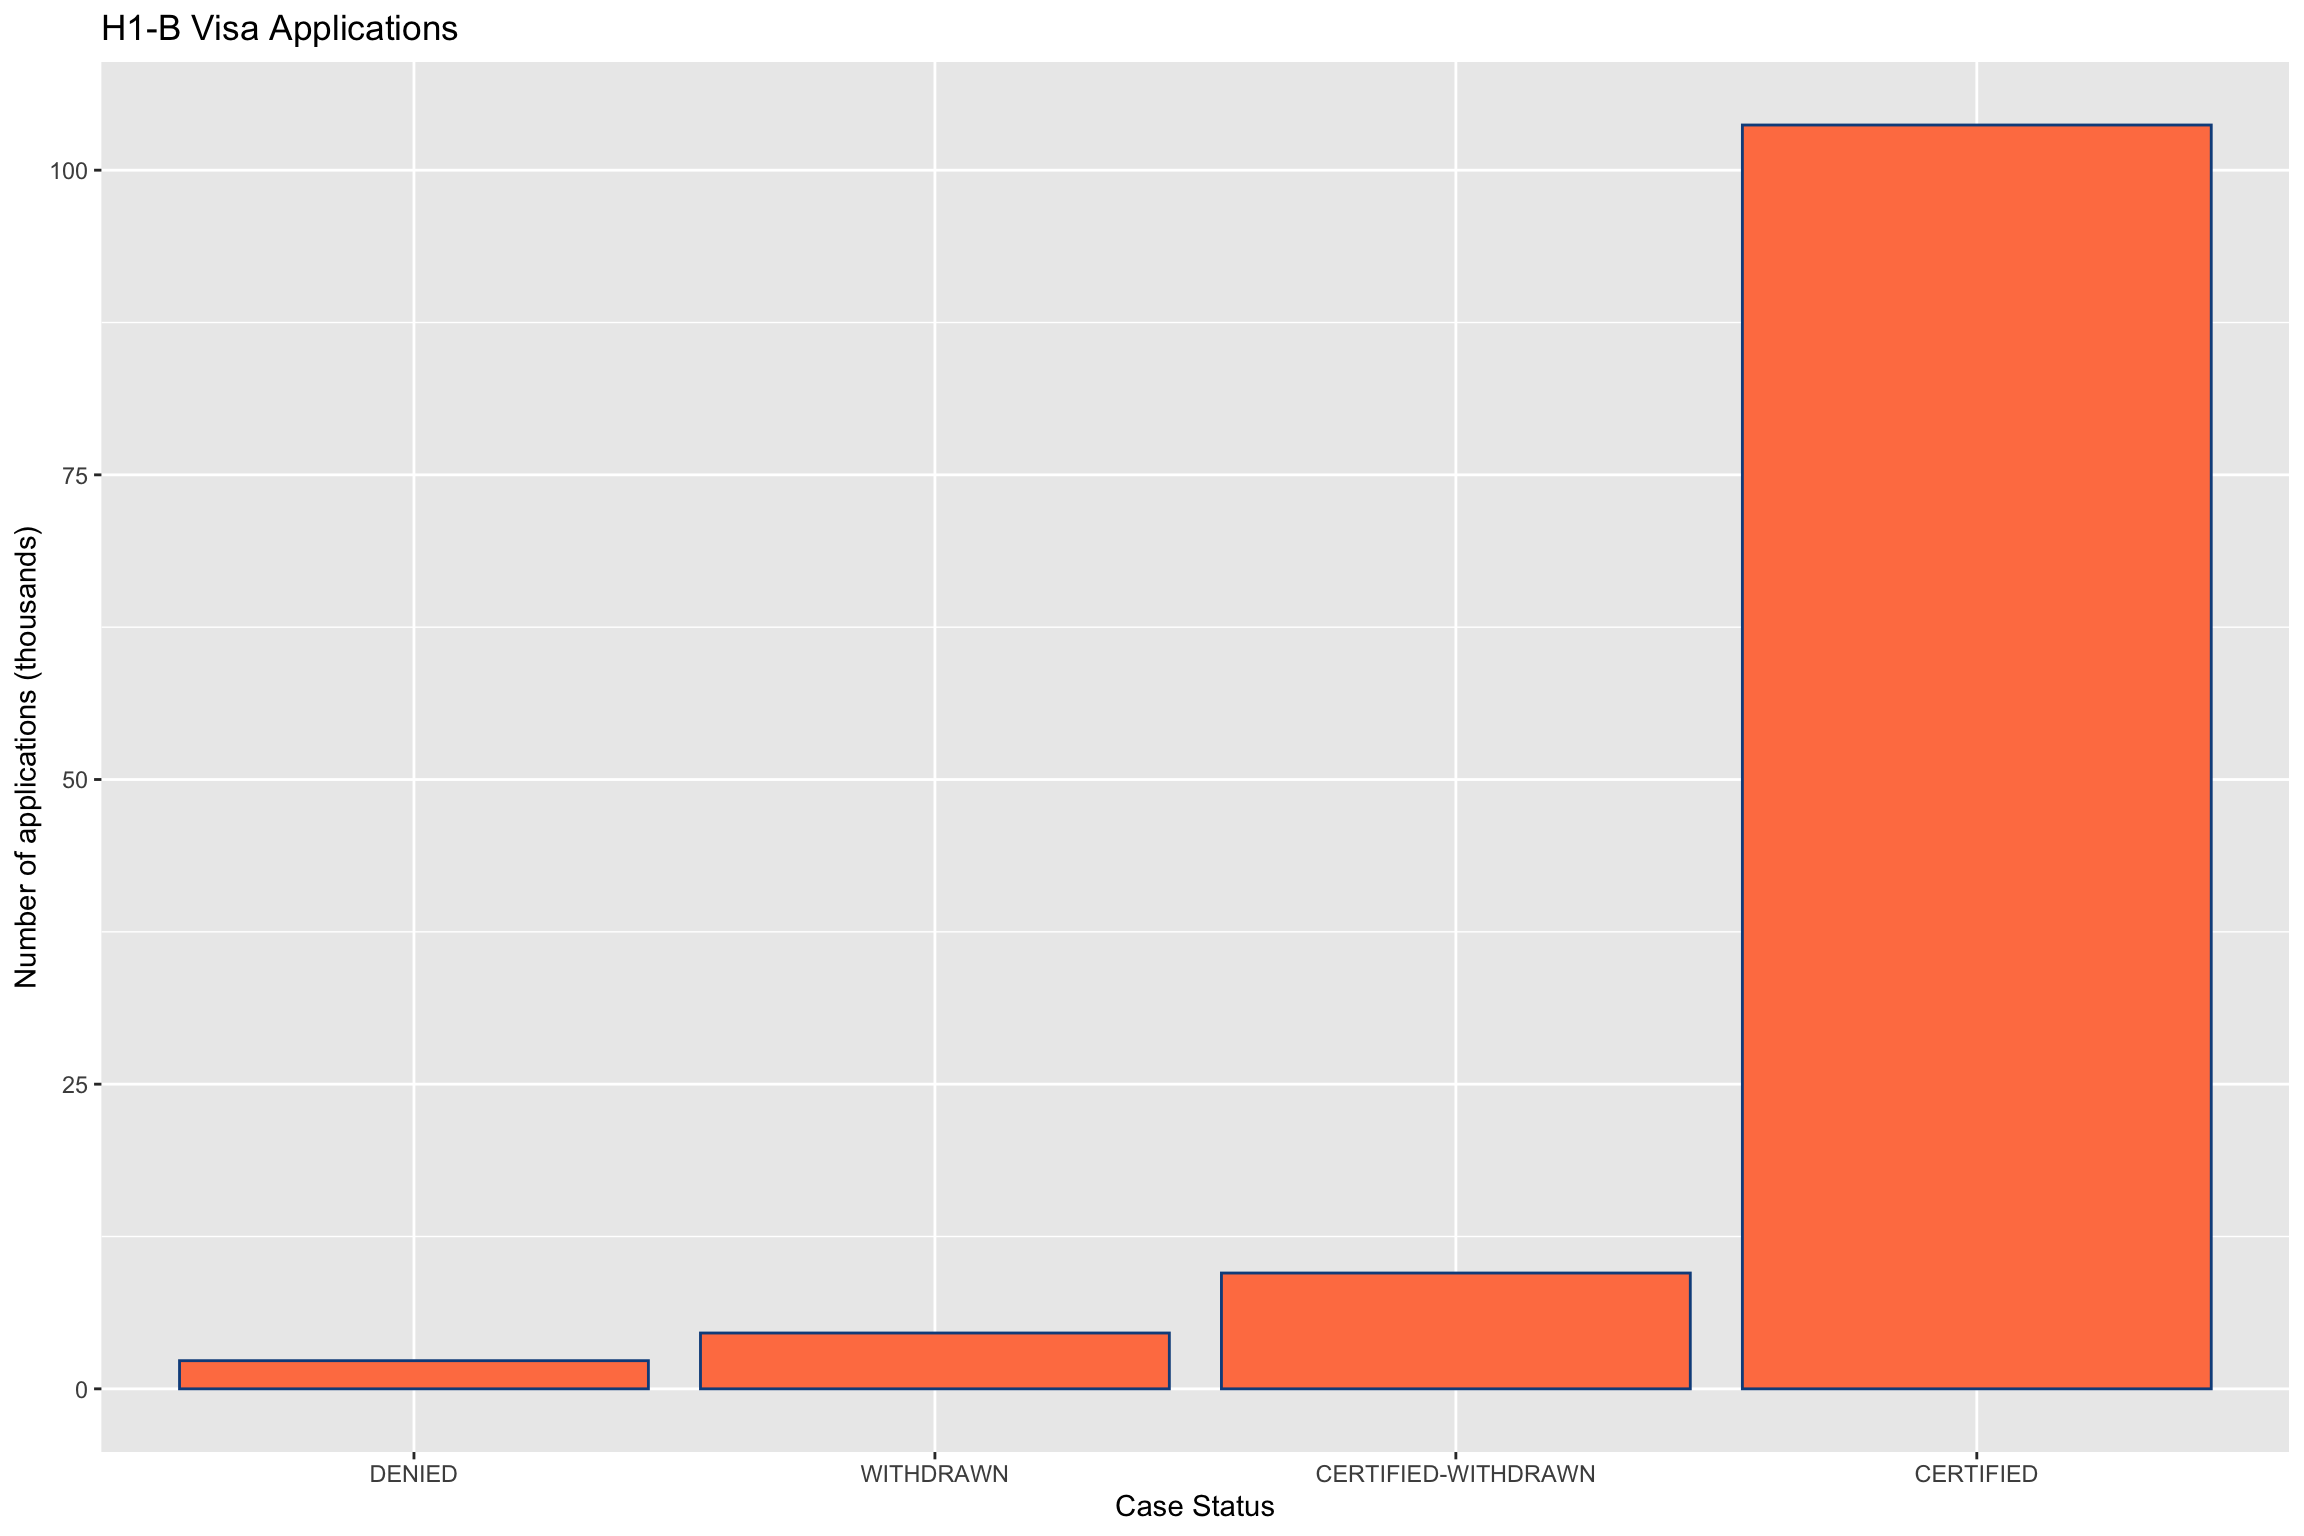 H1-B Visa Applications
Number of applications (thousands)
100
75
50
25
0
DENIED
WITHDRAWN
CERTIFIED-WITHDRAWN
CERTIFIED
Case Status